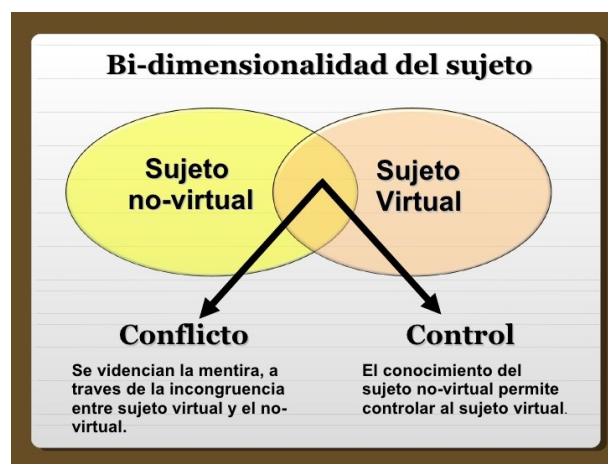 Bi-dimensionalidad del sujeto
Sujeto
no-virtual
Sujeto
Virtual
Conflicto
Se videncian la mentira, a
traves de la incongruencia
entre sujeto virtual y el no-
virtual.
Control
El conocimiento del
sujeto no-virtual permite
controlar al sujeto virtual.